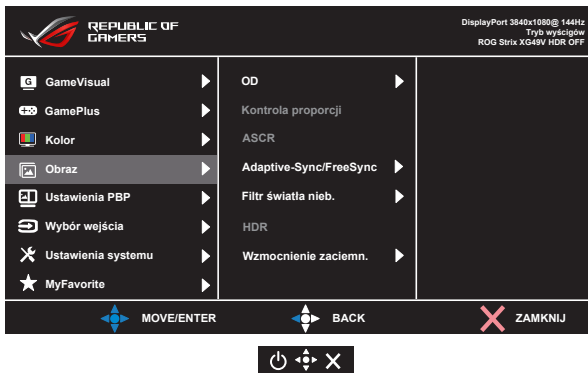 REPUBLIC OF
GAMERS
DisplayPort 3840x1080@ 144Hz
Tryb wyścigów
ROG Strix XG49V HDR OFF
G GameVisual
GamePlus
Kolor
Obraz
Ustawienia PBP
Wybór wejścia
Ustawienia systemu
MyFavorite
OD
Kontrola proporcji
ASCR
Adaptive-Sync/FreeSync
Filtr światła nieb.
HDR
Wzmocnienie zaciemn.
MOVE/ENTER
BACK
ZAMKNIJ